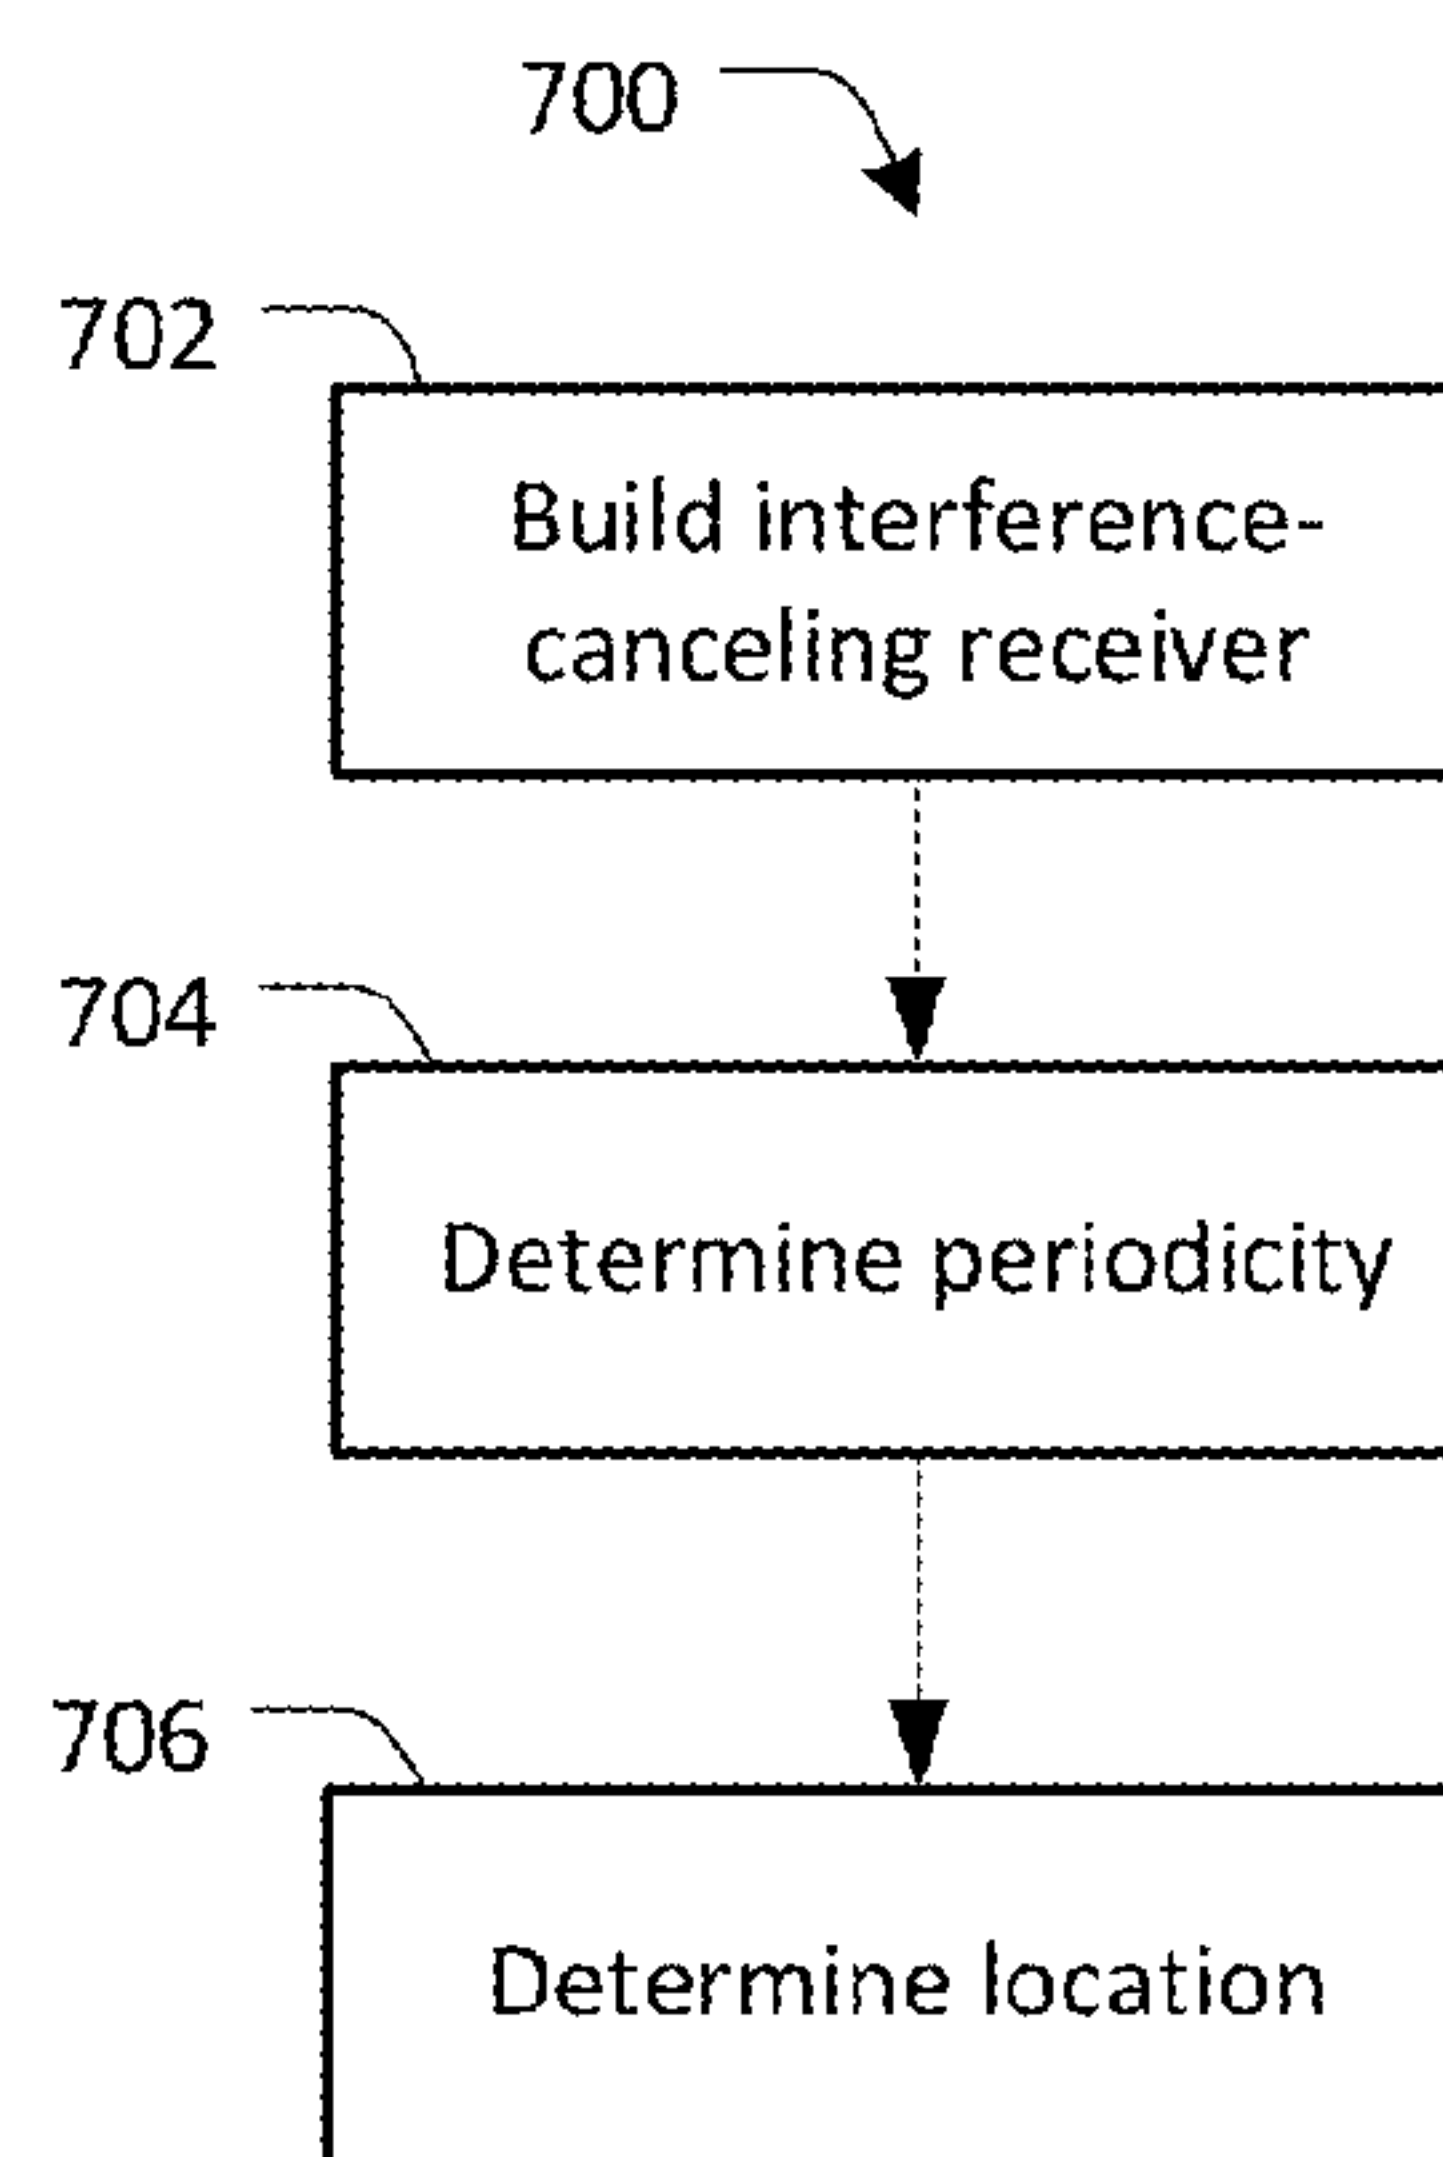 700
702
Build interference-
canceling receiver
704
Determine periodicity
706
Determine location